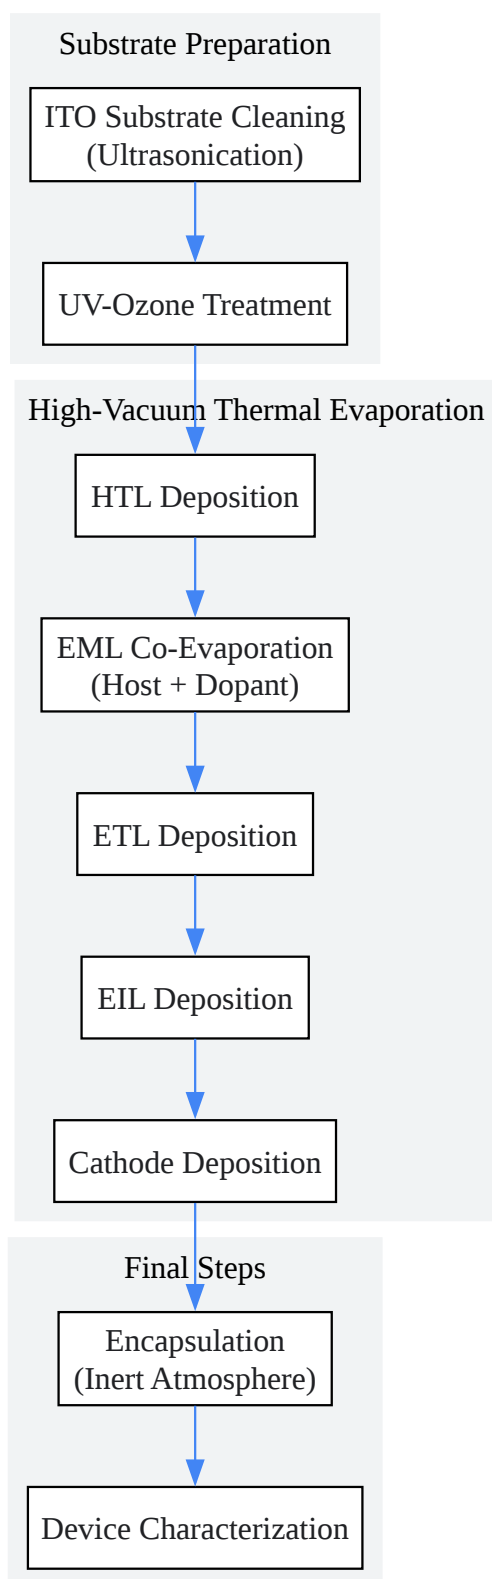 Substrate Preparation
ITO Substrate Cleaning
(Ultrasonication)
UV-Ozone Treatment
High-Vacuum Thermal Evaporation
HTL Deposition
EML Co-Evaporation
(Host + Dopant)
ETL Deposition
EIL Deposition
Cathode Deposition
Final Steps
Encapsulation
(Inert Atmosphere)
Device Characterization